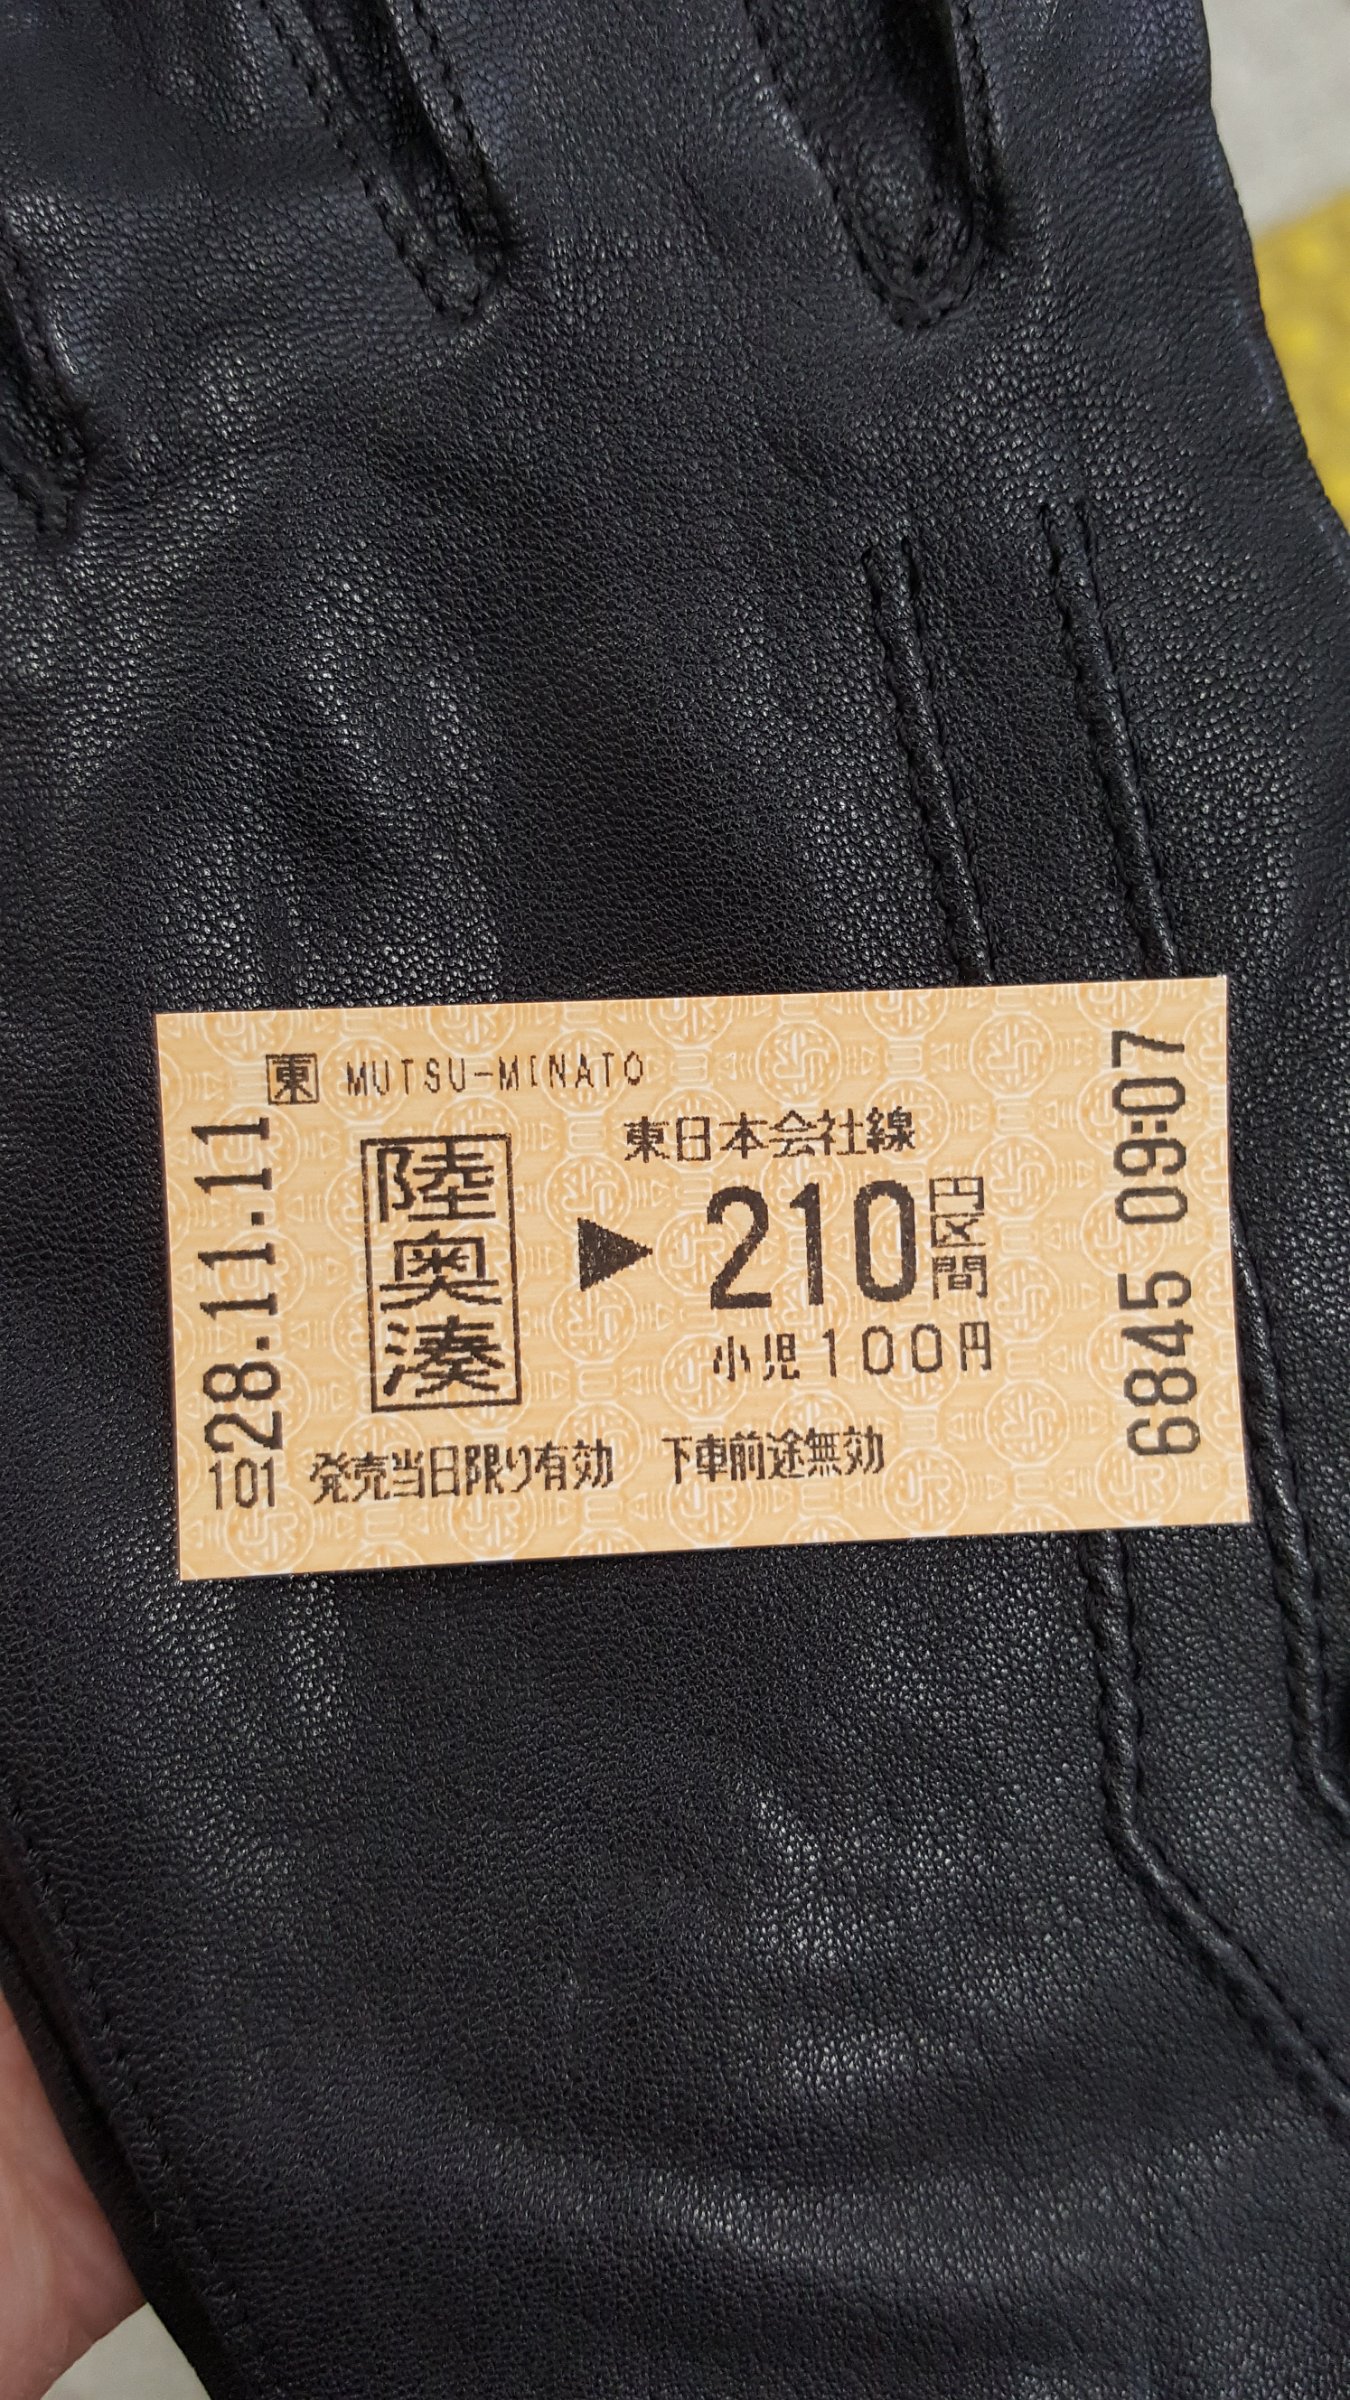 東 MUTSU-MINATO
東日本会社線
陸奥湊 ▶ 210円区間
小児100円
発売当日限り有効 下車前途無効
101 28.11.11
6845 09:07